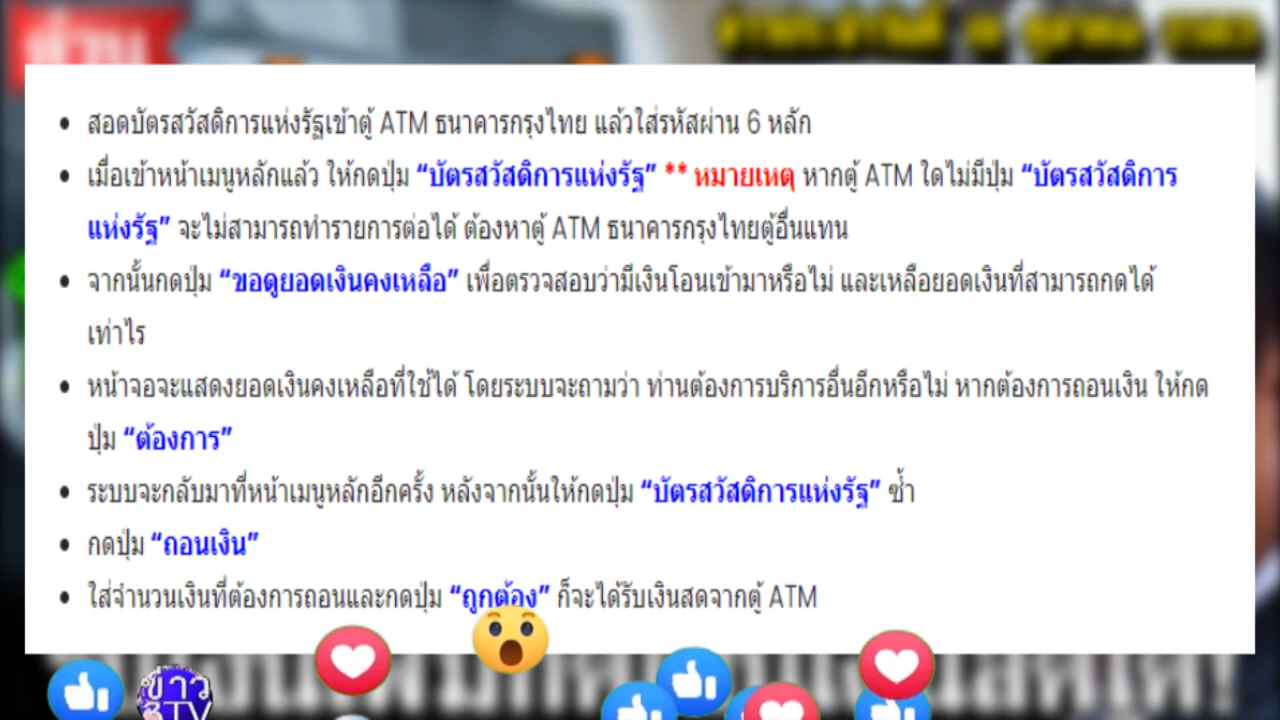 ด่วน
สอดบัตรสวัสดิการแห่งรัฐเข้าตู้ ATM ธนาคารกรุงไทย แล้วใส่รหัสผ่าน 6 หลัก
เมื่อเข้าหน้าเมนูหลักแล้ว ให้กดปุ่ม “บัตรสวัสดิการแห่งรัฐ” ** หมายเหตุ หากตู้ ATM ใดไม่มีปุ่ม “บัตรสวัสดิการ
แห่งรัฐ” จะไม่สามารถทำรายการต่อได้ ต้องหาตู้ ATM ธนาคารกรุงไทยตู้อื่นแทน
จากนั้นกดปุ่ม “ขอดูยอดเงินคงเหลือ” เพื่อตรวจสอบว่ามีเงินโอนเข้ามาหรือไม่ และเหลือยอดเงินที่สามารถกดได้
เท่าไร
หน้าจอจะแสดงยอดเงินคงเหลือที่ใช้ได้ โดยระบบจะถามว่า ท่านต้องการบริการอื่นอีกหรือไม่ หากต้องการถอนเงิน ให้กด
ปุ่ม “ต้องการ”
ระบบจะกลับมาที่หน้าเมนูหลักอีกครั้ง หลังจากนั้นให้กดปุ่ม “บัตรสวัสดิการแห่งรัฐ” ซ้ำ
กดปุ่ม “ถอนเงิน”
ใส่จำนวนเงินที่ต้องการถอนและกดปุ่ม “ถูกต้อง” ก็จะได้รับเงินสดจากตู้ ATM
ข่าว
TV